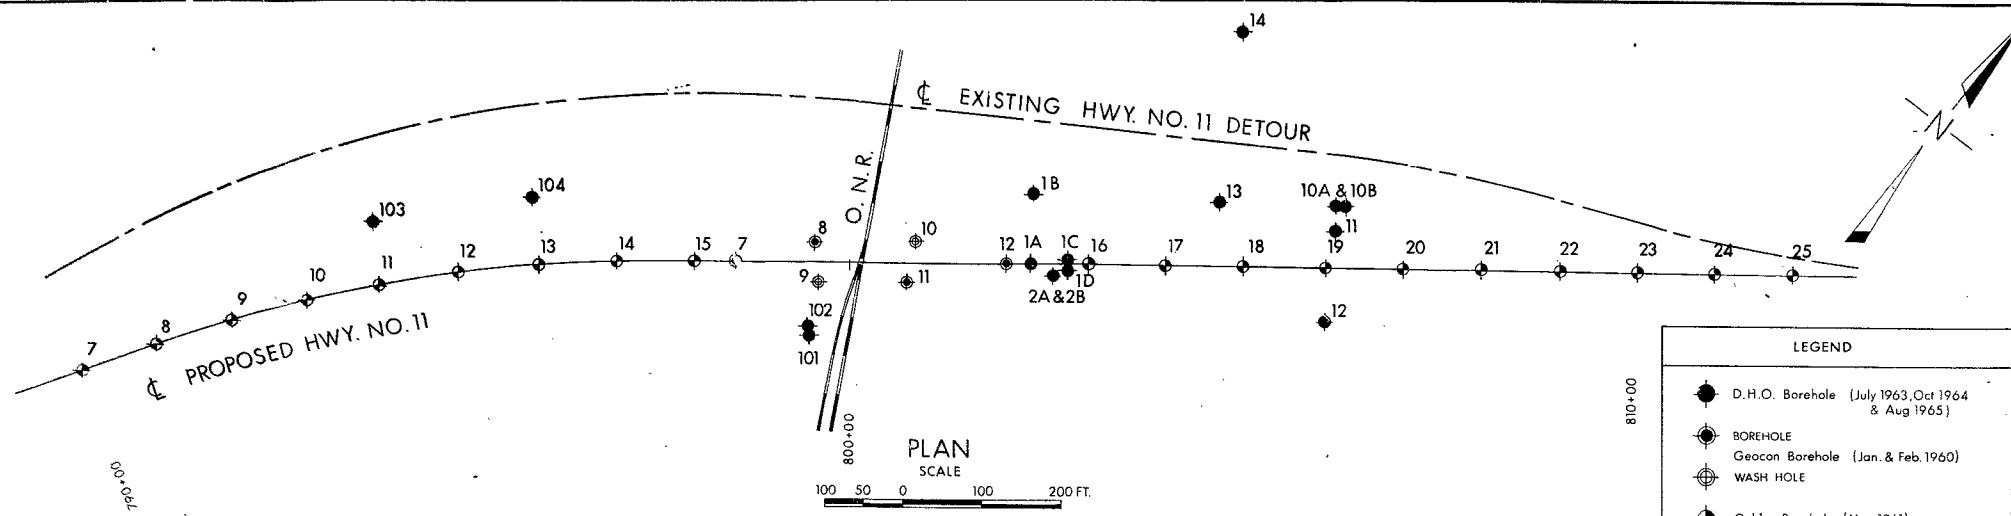 14
℄ EXISTING HWY. NO. 11 DETOUR
N
O. N. R.
103
104
1B
13
10A & 10B
11
8
10
7
8
9
10
11
12
13
14
15
7
12
1A
1C
16
17
18
19
20
21
22
23
24
25
9
11
1D
2A & 2B
12
102
101
℄ PROPOSED HWY. NO. 11
790+00
800+00
810+00
PLAN
SCALE
100 50 0 100 200 FT.
LEGEND
D.H.O. Borehole (July 1963, Oct 1964
& Aug 1965)
BOREHOLE
Geocon Borehole (Jan. & Feb. 1960)
WASH HOLE